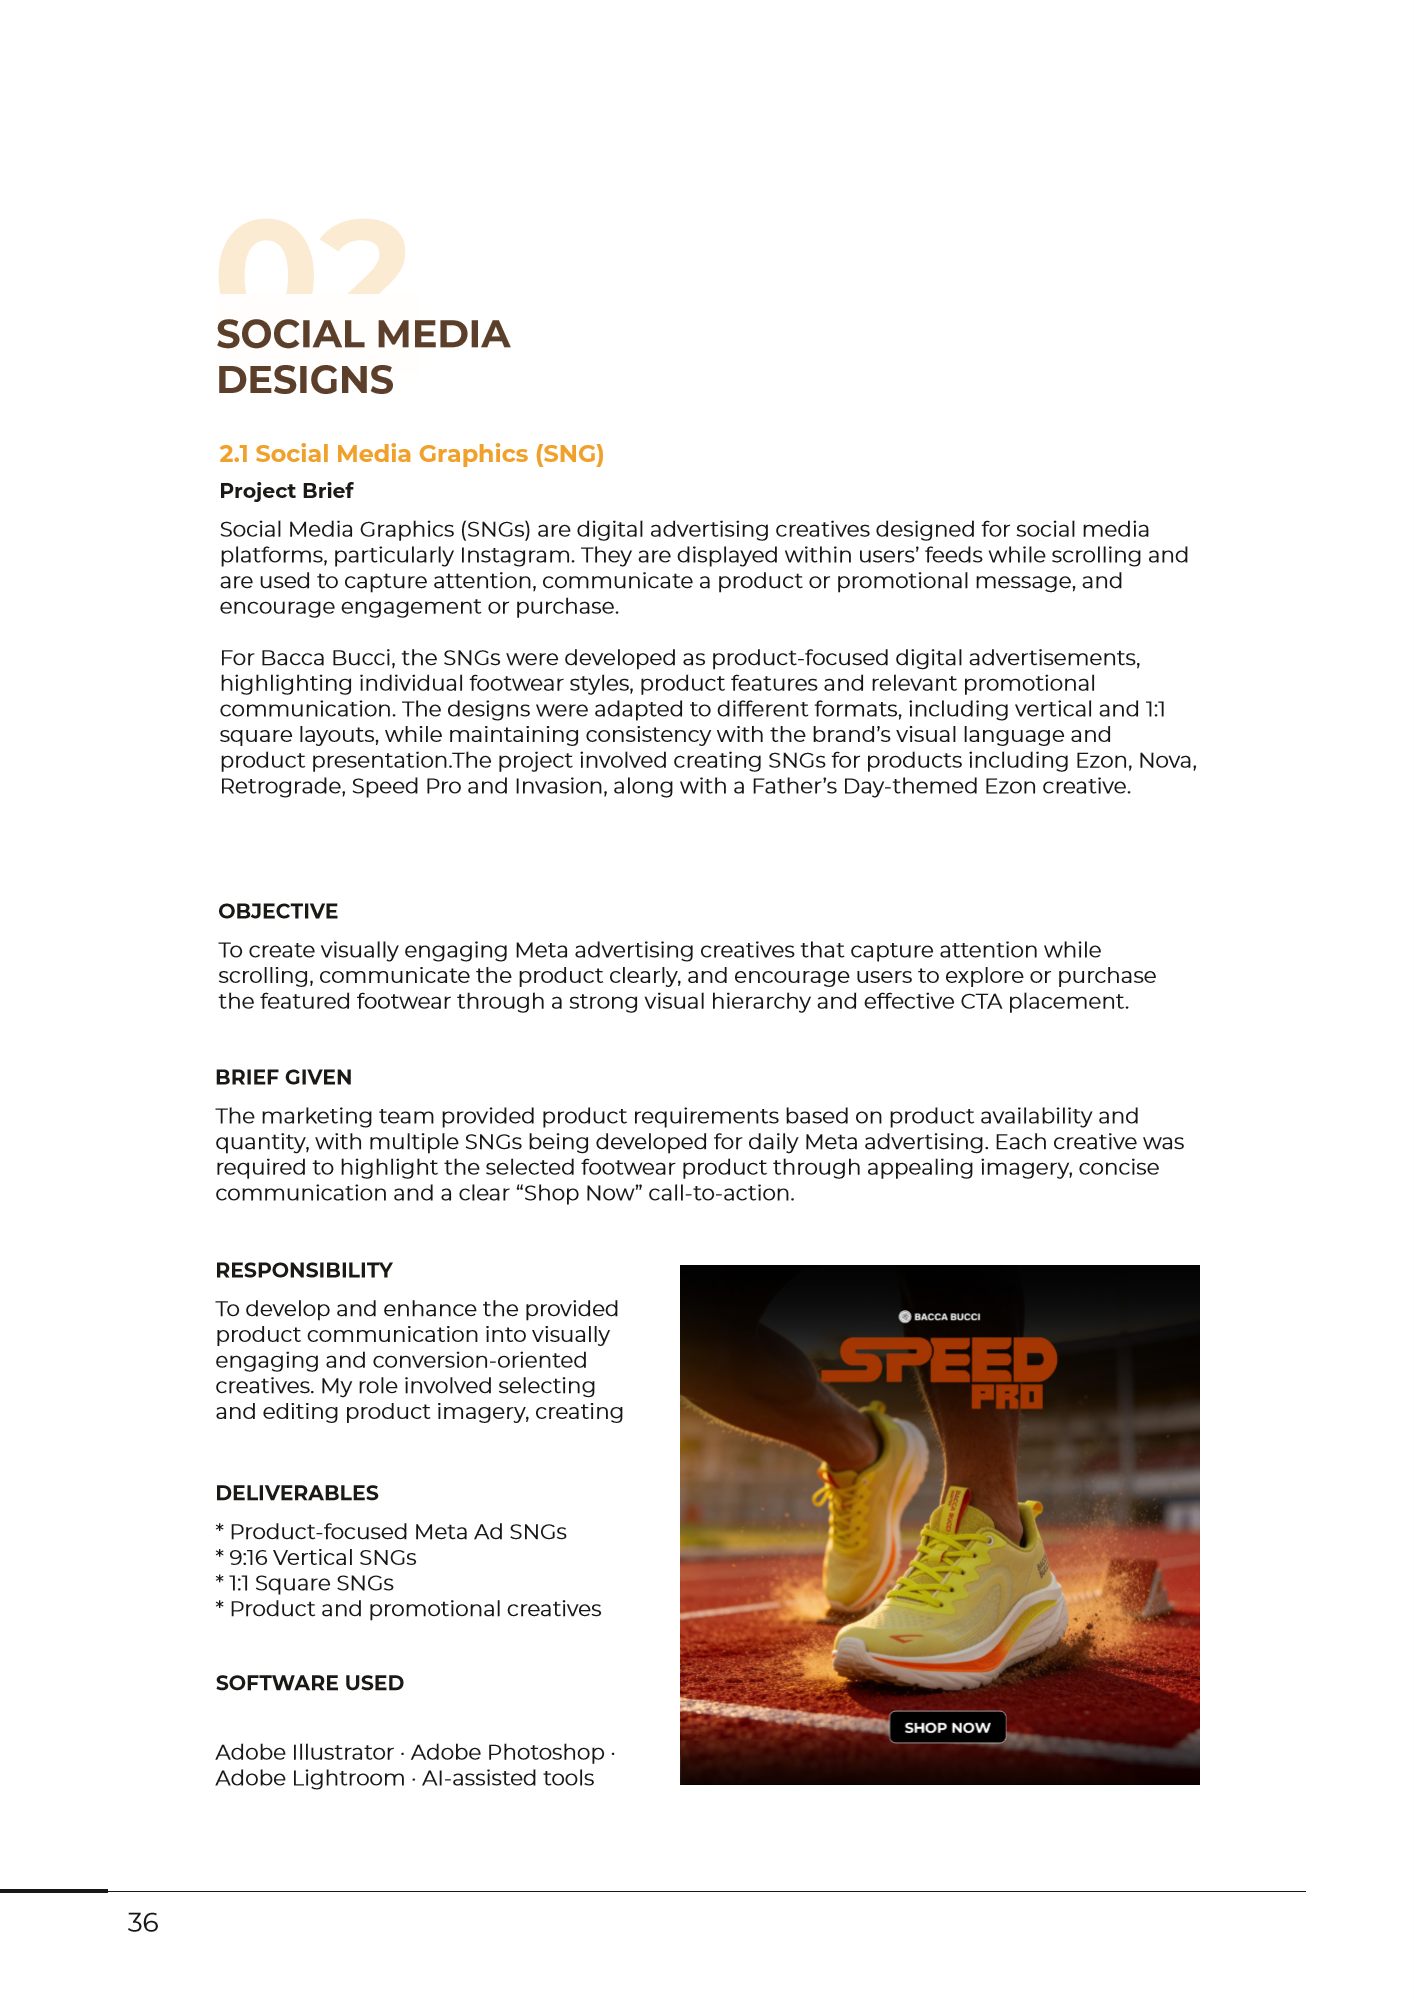 02
SOCIAL MEDIA
DESIGNS
2.1 Social Media Graphics (SNG)
Project Brief
Social Media Graphics (SNGs) are digital advertising creatives designed for social media
platforms, particularly Instagram. They are displayed within users’ feeds while scrolling and
are used to capture attention, communicate a product or promotional message, and
encourage engagement or purchase.
For Bacca Bucci, the SNGs were developed as product-focused digital advertisements,
highlighting individual footwear styles, product features and relevant promotional
communication. The designs were adapted to different formats, including vertical and 1:1
square layouts, while maintaining consistency with the brand’s visual language and
product presentation.The project involved creating SNGs for products including Ezon, Nova,
Retrograde, Speed Pro and Invasion, along with a Father’s Day-themed Ezon creative.
OBJECTIVE
To create visually engaging Meta advertising creatives that capture attention while
scrolling, communicate the product clearly, and encourage users to explore or purchase
the featured footwear through a strong visual hierarchy and effective CTA placement.
BRIEF GIVEN
The marketing team provided product requirements based on product availability and
quantity, with multiple SNGs being developed for daily Meta advertising. Each creative was
required to highlight the selected footwear product through appealing imagery, concise
communication and a clear “Shop Now” call-to-action.
RESPONSIBILITY
To develop and enhance the provided
product communication into visually
engaging and conversion-oriented
creatives. My role involved selecting
and editing product imagery, creating
DELIVERABLES
* Product-focused Meta Ad SNGs
* 9:16 Vertical SNGs
* 1:1 Square SNGs
* Product and promotional creatives
SOFTWARE USED
Adobe Illustrator · Adobe Photoshop ·
Adobe Lightroom · AI-assisted tools
BACCA BUCCI
SPEED
PRO
BACCA BUCCI
SHOP NOW
36